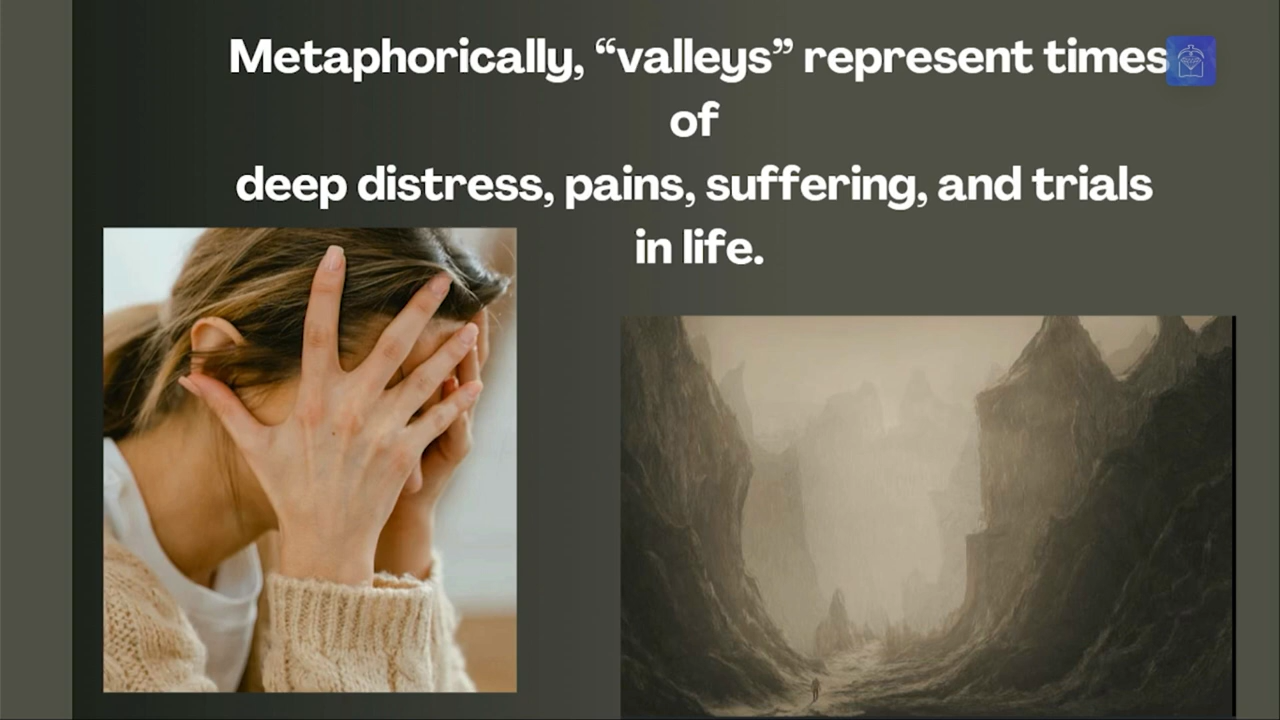 Metaphorically, “valleys” represent times
of
deep distress, pains, suffering, and trials
in life.